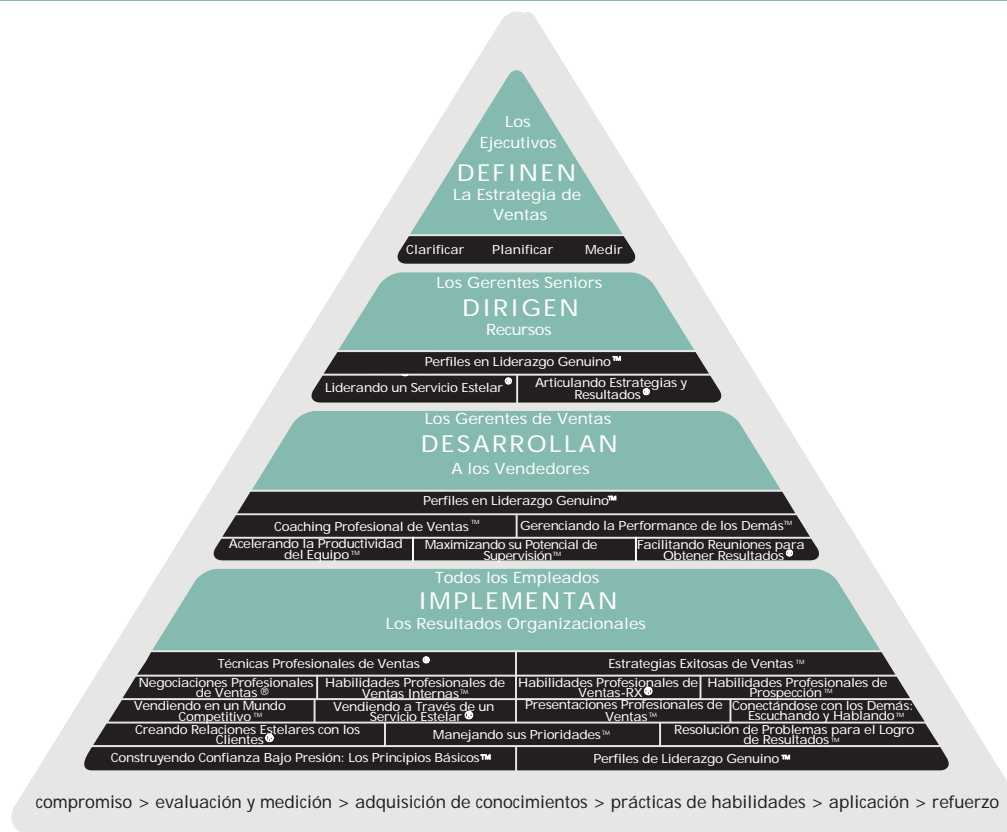 Los
Ejecutivos
DEFINEN
La Estrategia de
Ventas
Clarificar Planificar Medir
Los Gerentes Seniors
DIRIGEN
Recursos
Perfiles en Liderazgo Genuino™
Liderando un Servicio Estelar®
Articulando Estrategias y
Resultados®
Los Gerentes de Ventas
DESARROLLAN
A los Vendedores
Perfiles en Liderazgo Genuino™
Coaching Profesional de Ventas™
Gerenciando la Performance de los Demás™
Acelerando la Productividad
del Equipo™
Maximizando su Potencial de
Supervisión™
Facilitando Reuniones para
Obtener Resultados®
Todos los Empleados
IMPLEMENTAN
Los Resultados Organizacionales
Técnicas Profesionales de Ventas®
Estrategias Exitosas de Ventas™
Negociaciones Profesionales
de Ventas ®
Habilidades Profesionales de
Ventas Internas™
Habilidades Profesionales de
Ventas-RX®
Habilidades Profesionales de
Prospección™
Vendiendo en un Mundo
Competitivo™
Vendiendo a Través de un
Servicio Estelar®
Presentaciones Profesionales de
Ventas™
Conectándose con los Demás:
Escuchando y Hablando™
Creando Relaciones Estelares con los
Clientes®
Manejando sus Prioridades™
Resolución de Problemas para el Logro
de Resultados™
Construyendo Confianza Bajo Presión: Los Principios Básicos™
Perfiles de Liderazgo Genuino™
compromiso > evaluación y medición > adquisición de conocimientos > prácticas de habilidades > aplicación > refuerzo